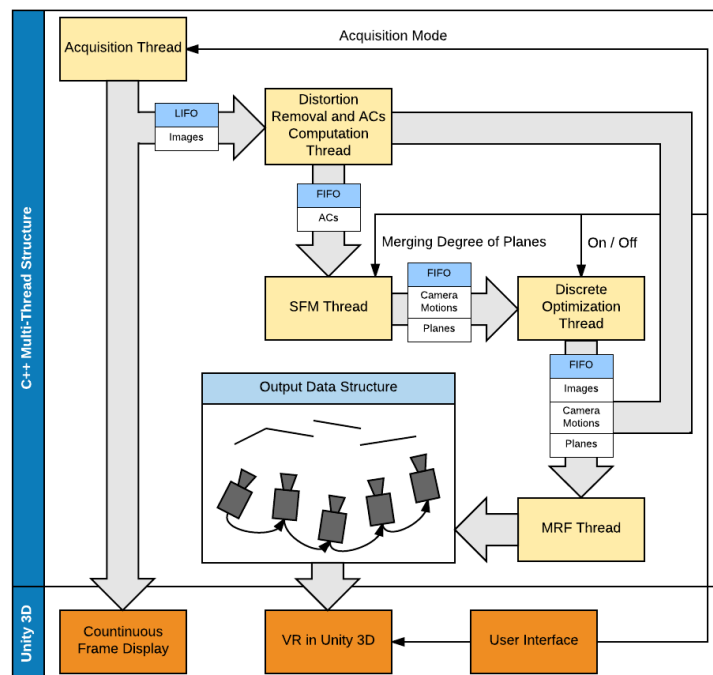 Acquisition Mode
Acquisition Thread
LIFO
Images
Distortion
Removal and ACs
Computation
Thread
FIFO
ACs
Merging Degree of Planes
On / Off
SFM Thread
FIFO
Camera
Motions
Planes
Discrete
Optimization
Thread
FIFO
Images
Camera
Motions
Planes
Output Data Structure
MRF Thread
C++ Multi-Thread Structure
Unity 3D
Countinuous
Frame Display
VR in Unity 3D
User Interface